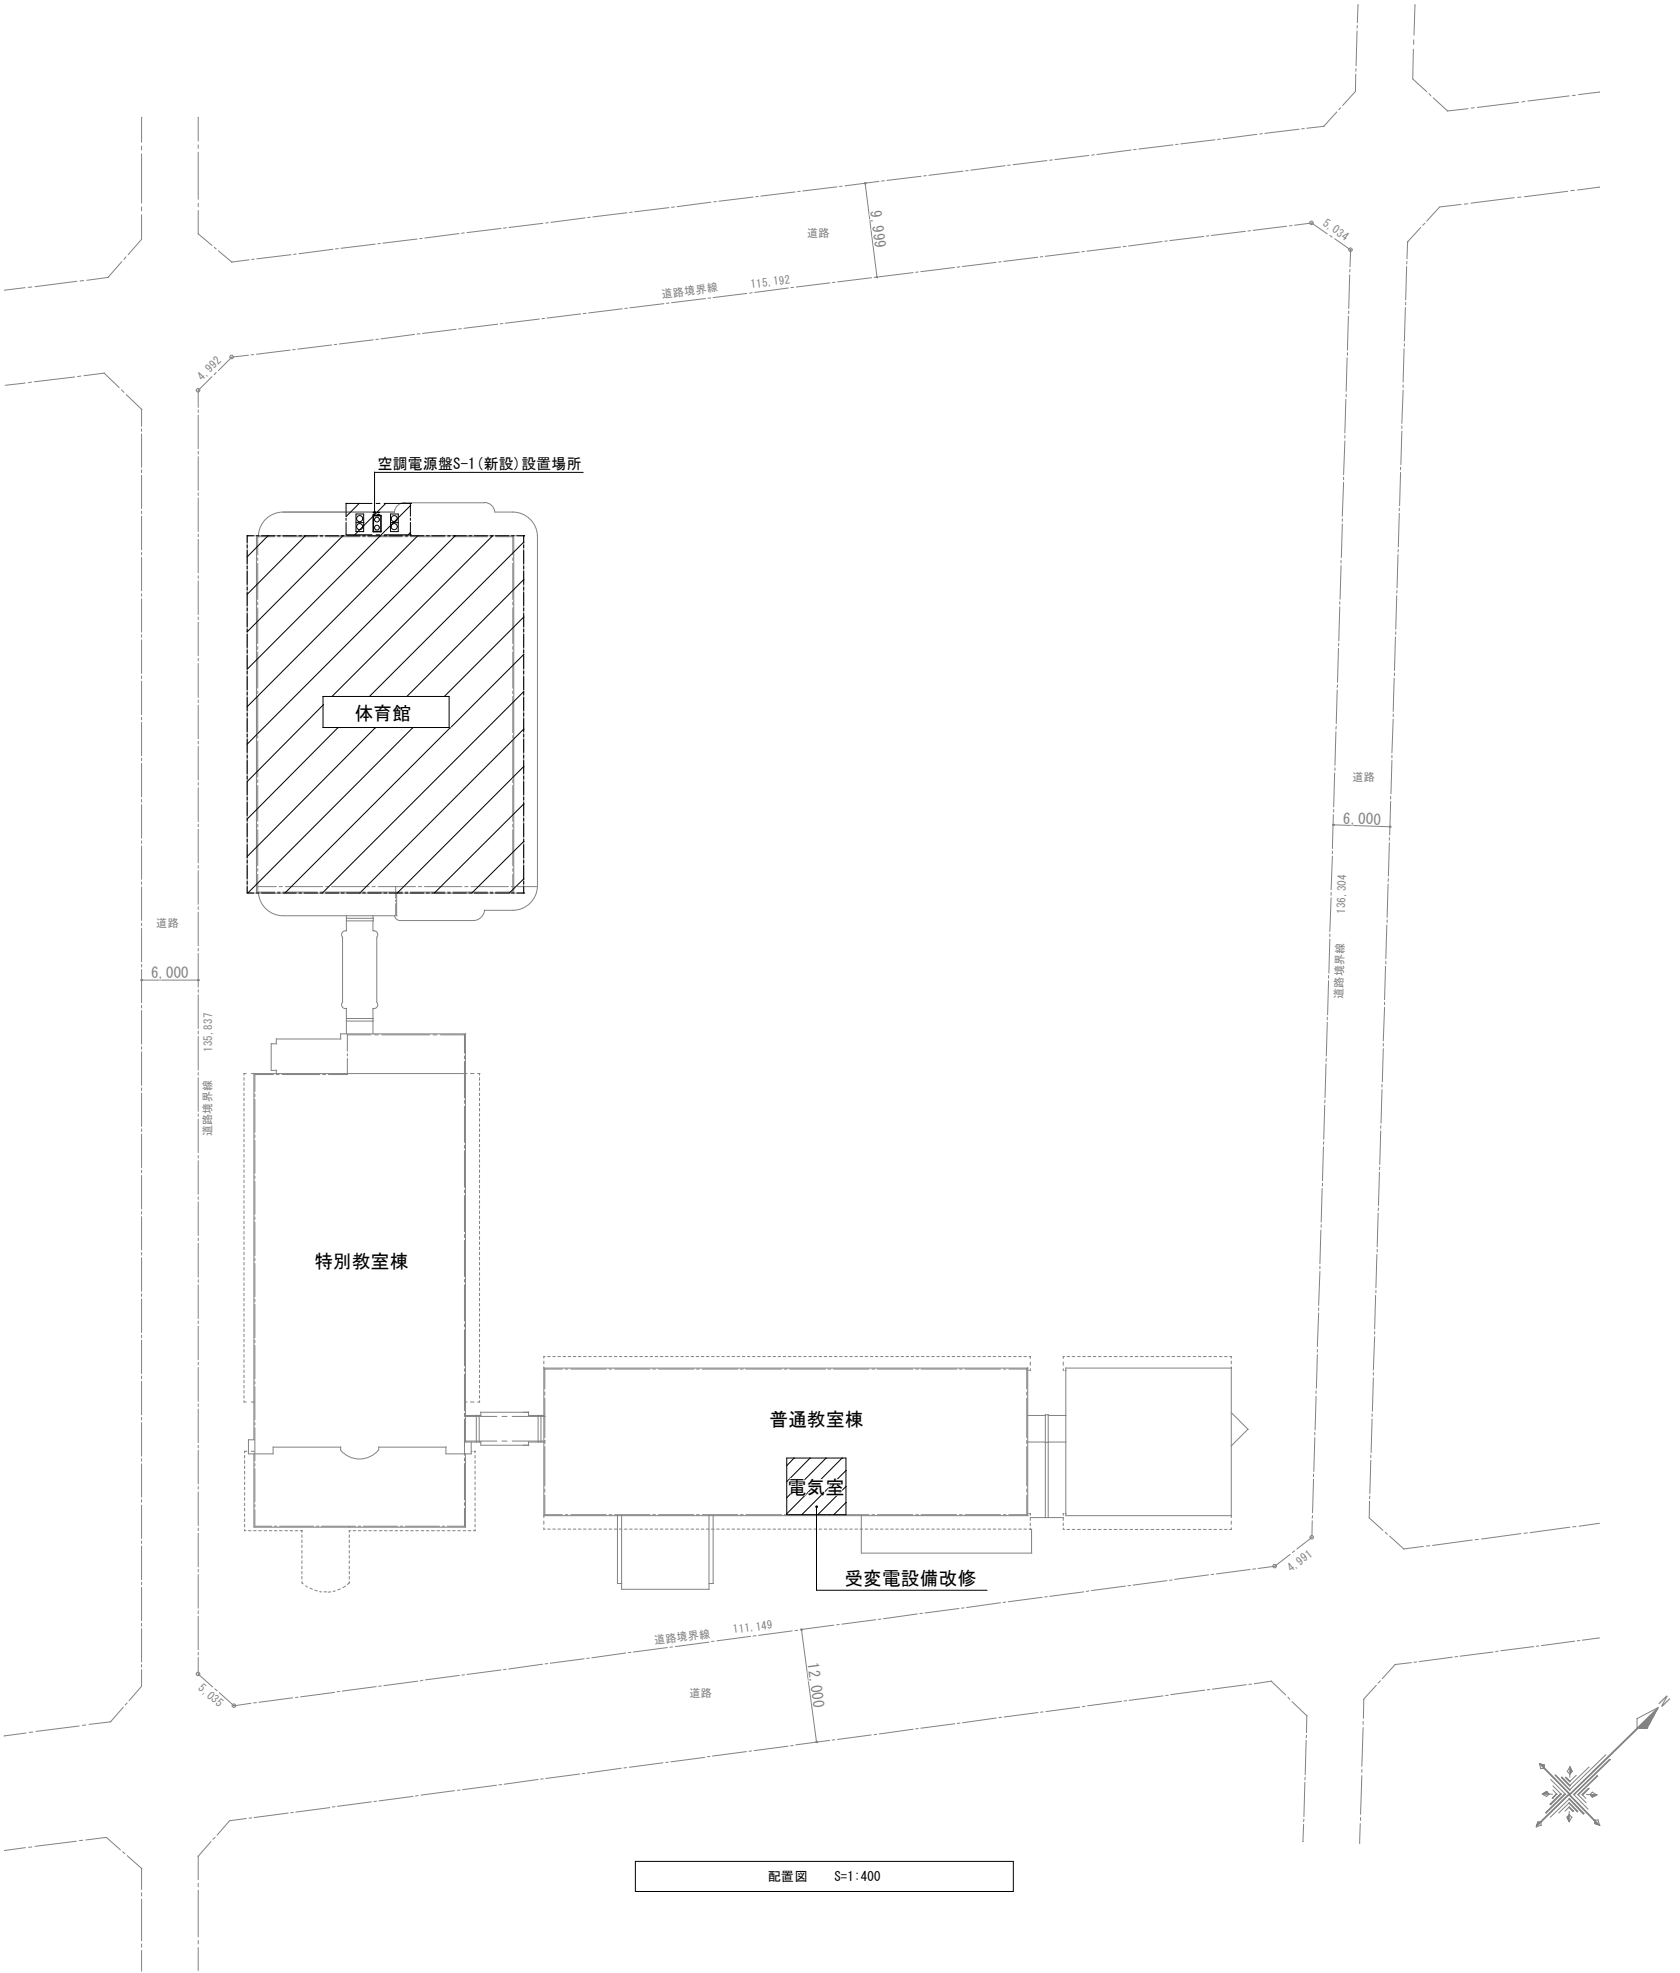 9,999
道路
5,034
道路境界線 115,192
4,992
空調電源盤S-1(新設)設置場所
体育館
道路
6,000
136,304
道路境界線
道路
6,000
135,837
道路境界線
特別教室棟
普通教室棟
電気室
受変電設備改修
4,991
道路境界線 111,149
12,000
道路
5,035
N
配置図 S=1:400